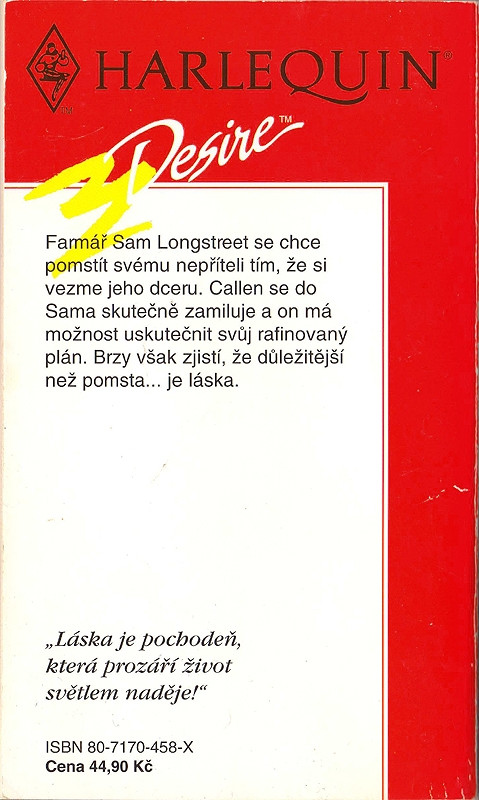 HARLEQUIN®
TM
Desire™
Farmář Sam Longstreet se chce
pomstít svému nepříteli tím, že si
vezme jeho dceru. Callen se do
Sama skutečně zamiluje a on má
možnost uskutečnit svůj rafinovaný
plán. Brzy však zjistí, že důležitější
než pomsta... je láska.
„Láska je pochodeň,
která prozáří život
světlem naděje!“
ISBN 80-7170-458-X
Cena 44,90 Kč